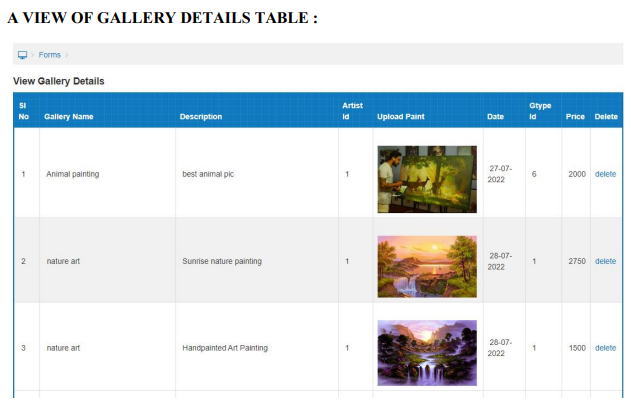 A VIEW OF GALLERY DETAILS TABLE :
Forms
View Gallery Details
Sl No Gallery Name Description Artist Id Upload Paint Date Gtype Id Price Delete
1 Animal painting best animal pic 1 27-07-2022 6 2000 delete
2 nature art Sunrise nature painting 1 28-07-2022 1 2750 delete
3 nature art Handpainted Art Painting 1 28-07-2022 1 1500 delete